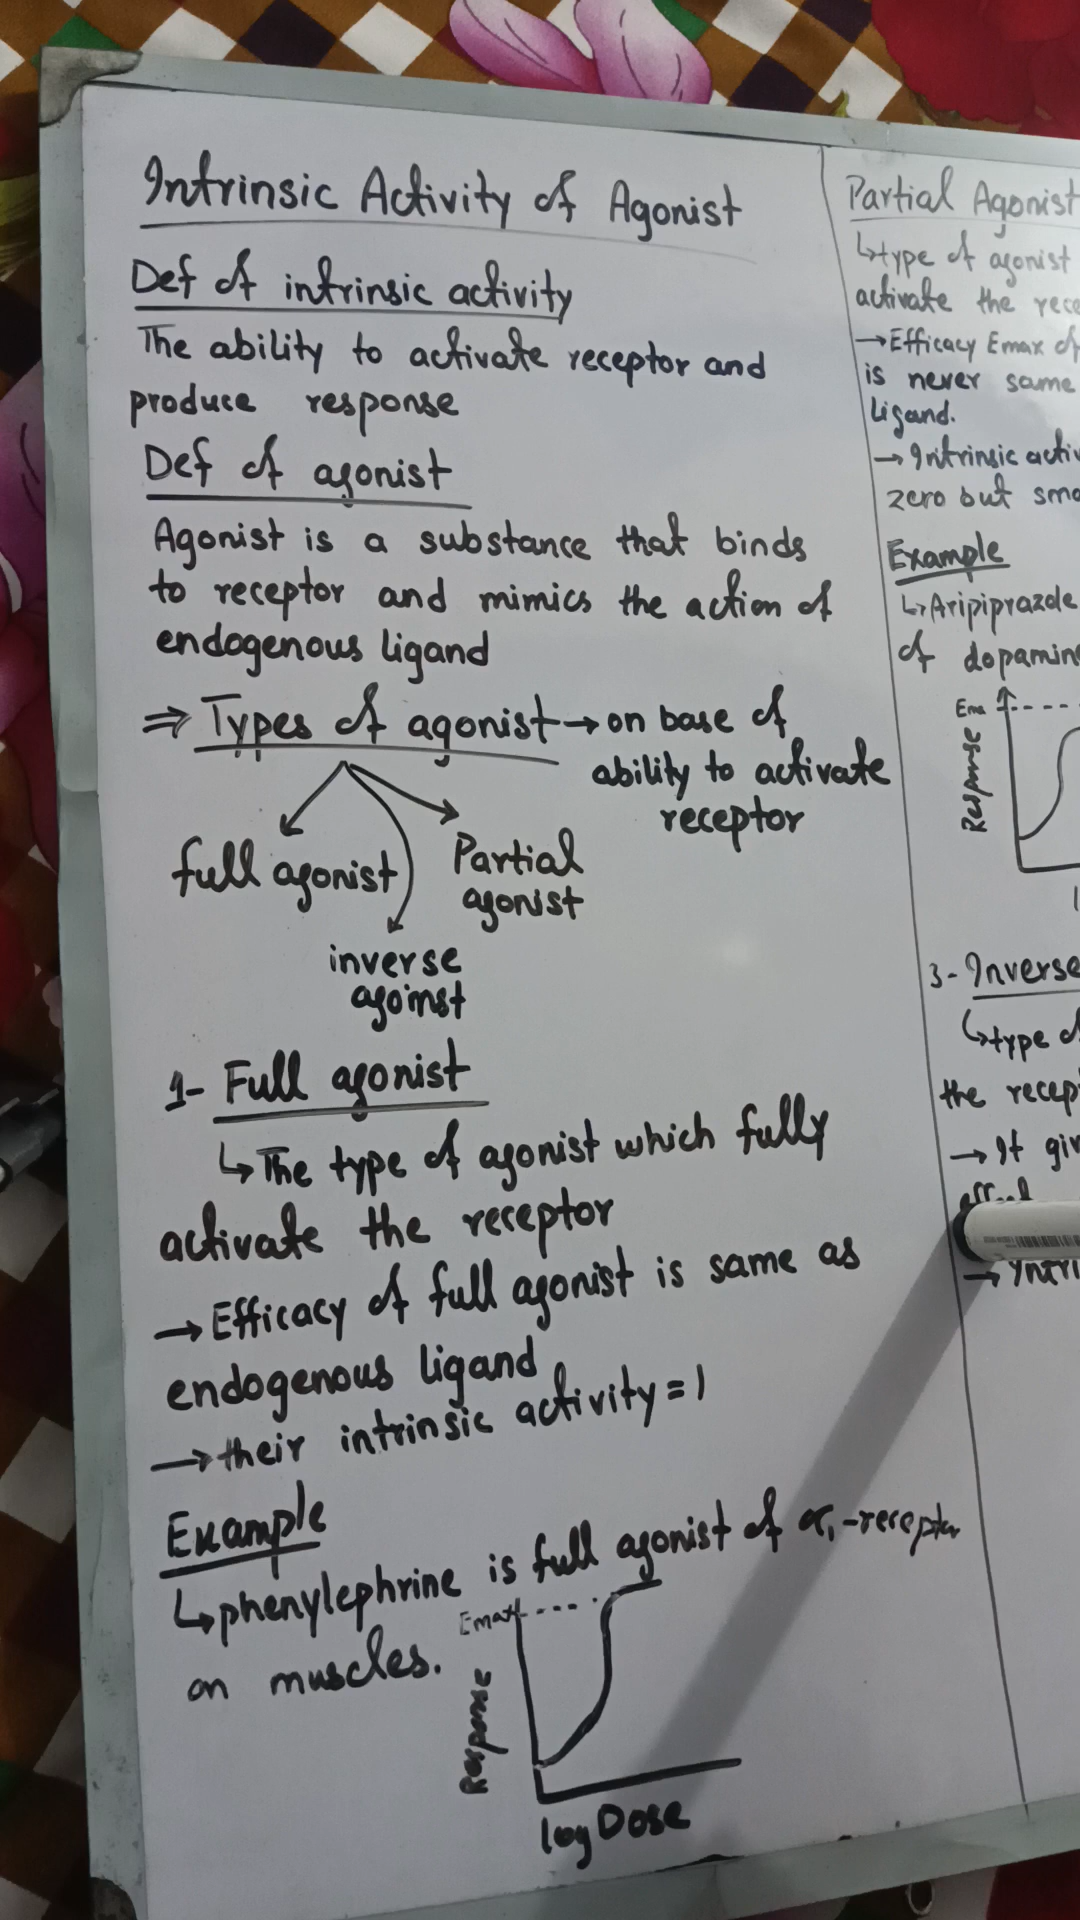 Intrinsic Activity of Agonist
Def of intrinsic activity
The ability to activate receptor and
produce response
Def of agonist
Agonist is a substance that binds
to receptor and mimics the action of
endogenous ligand
⇒ Types of agonist → on base of
ability to activate
receptor
full agonist
Partial
agonist
inverse
agoinst
1- Full agonist
↳ The type of agonist which fully
activate the receptor
→ Efficacy of full agonist is same as
endogenous ligand
→ their intrinsic activity = 1
Example
↳ phenylephrine is full agonist of α₁-receptor
on muscles.
Emax
Response
log Dose
Partial Agonist
↳ type of agonist
activate the
→ Efficacy Emax of
is never same
ligand.
→ Intrinsic
zero but
Example
↳ Aripiprazole
of
Ema
Response
3- Inverse
↳ type of
the
→ It
→